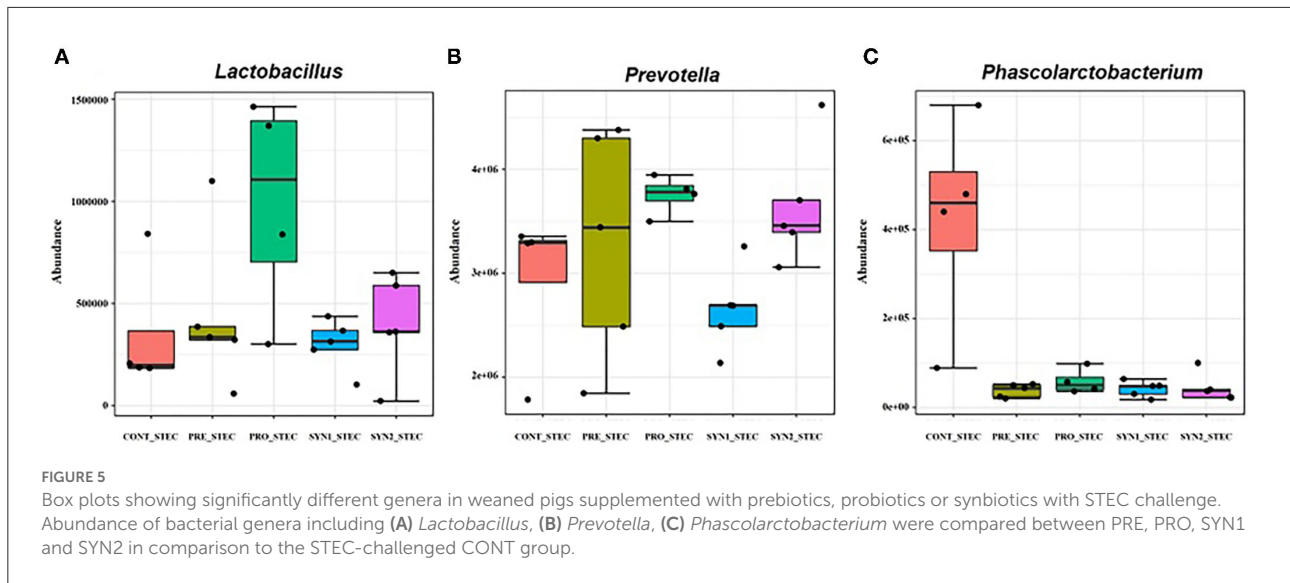 A
Lactobacillus
Abundance
1500000
1000000
500000
0
CONT_STEC PRE_STEC PRO_STEC SYN1_STEC SYN2_STEC
B
Prevotella
Abundance
4e+06
3e+06
2e+06
CONT_STEC PRE_STEC PRO_STEC SYN1_STEC SYN2_STEC
C
Phascolarctobacterium
Abundance
6e+05
4e+05
2e+05
0e+00
CONT_STEC PRE_STEC PRO_STEC SYN1_STEC SYN2_STEC
FIGURE 5
Box plots showing significantly different genera in weaned pigs supplemented with prebiotics, probiotics or synbiotics with STEC challenge.
Abundance of bacterial genera including (A) Lactobacillus, (B) Prevotella, (C) Phascolarctobacterium were compared between PRE, PRO, SYN1
and SYN2 in comparison to the STEC-challenged CONT group.